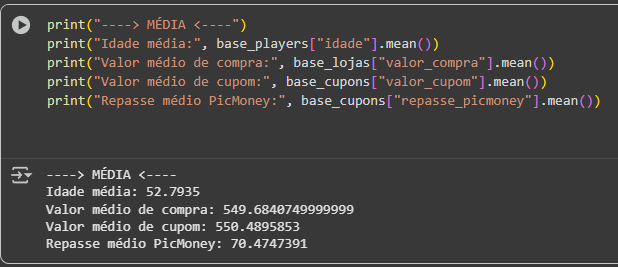 print("----> MÉDIA <----")
print("Idade média:", base_players["idade"].mean())
print("Valor médio de compra:", base_lojas["valor_compra"].mean())
print("Valor médio de cupom:", base_cupons["valor_cupom"].mean())
print("Repasse médio PicMoney:", base_cupons["repasse_picmoney"].mean())
----> MÉDIA <----
Idade média: 52.7935
Valor médio de compra: 549.6840749999999
Valor médio de cupom: 550.4895853
Repasse médio PicMoney: 70.4747391